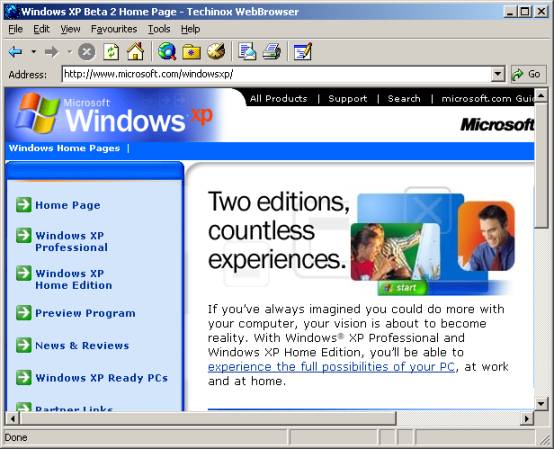 Windows XP Beta 2 Home Page - Techinox WebBrowser
File Edit View Favourites Tools Help
Address: http://www.microsoft.com/windowsxp/ Go
All Products | Support | Search | microsoft.com Gui
Microsoft
Windows xp
Microsoft
Windows Home Pages |
Home Page
Windows XP
Professional
Windows XP
Home Edition
Preview Program
News & Reviews
Windows XP Ready PCs
Partner Links
Two editions,
countless
experiences.
start
If you've always imagined you could do more with
your computer, your vision is about to become
reality. With Windows® XP Professional and
Windows XP Home Edition, you'll be able to
experience the full possibilities of your PC, at work
and at home.
Done